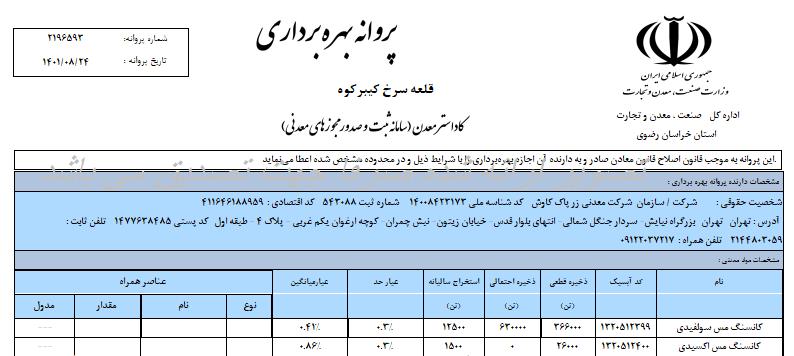 شماره پروانه: ۲۱۹۶۵۹۳
تاریخ پروانه : ۱۴۰۱/۰۸/۲۴
پروانه بهره برداری
قلعه سرخ کیبرکوه
کاداستر معدن (سامانه ثبت و صدور مجوزهای معدنی)
جمهوری اسلامی ایران
وزارت صنعت، معدن و تجارت
اداره کل صنعت ، معدن و تجارت
استان خراسان رضوی
این پروانه به موجب قانون اصلاح قانون معادن صادر و به دارنده آن اجازه بهره‌برداری را با شرایط ذیل و در محدوده مشخص شده اعطا می‌نماید.
مشخصات دارنده پروانه بهره برداری :
شخصیت حقوقی : شرکت / سازمان شرکت معدنی زر پاک کاوش کد شناسه ملی ۱۴۰۰۸۴۲۳۱۷۳ شماره ثبت ۵۴۳۰۸۸ کد اقتصادی : ۴۱۱۶۴۶۱۸۸۹۵۹
آدرس : تهران تهران بزرگراه نیایش- سردار جنگل شمالی- انتهای بلوار قدس- خیابان زیتون- نبش چمران- کوچه ارغوان یکم غربی - پلاک ۴ - طبقه اول کد پستی ۱۴۷۷۶۳۸۴۸۵ تلفن ثابت :
۲۱۴۴۸۰۳۰۵۹ تلفن همراه : ۰۹۱۲۲۰۳۷۲۱۷
مشخصات مواد معدنی :
نام کد آیسیک ذخیره قطعی (تن) ذخیره احتمالی (تن) استخراج سالیانه (تن) عیار حد عیارمیانگین عناصر همراه
نوع نام مقدار مدول
کانسنگ مس سولفیدی ۱۳۲۰۵۱۲۳۹۹ ۳۶۶۰۰۰ ۶۳۰۰۰۰ ۱۲۵۰۰ ۰.۳٪ ۰.۴۲٪ ---
کانسنگ مس اکسیدی ۱۳۲۰۵۱۲۴۰۰ ۲۶۰۰۰ ۰ ۱۵۰۰ ۰.۳٪ ۰.۸۶٪ ---